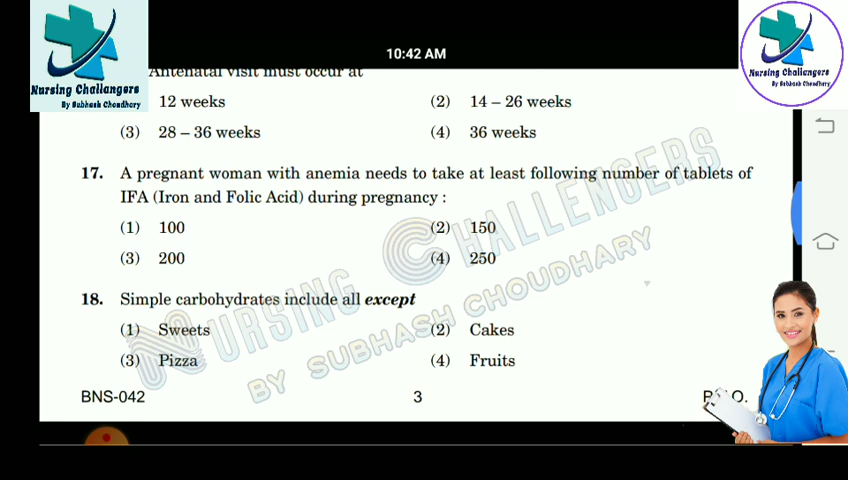 Nursing Challangers
By Subhash Choudhary
10:42 AM
Nursing Challangers
By Subhash Choudhary
Antenatal visit must occur at
12 weeks
(2) 14 – 26 weeks
(3) 28 – 36 weeks
(4) 36 weeks
17. A pregnant woman with anemia needs to take at least following number of tablets of
IFA (Iron and Folic Acid) during pregnancy :
(1) 100
(2) 150
(3) 200
(4) 250
18. Simple carbohydrates include all except
(1) Sweets
(2) Cakes
(3) Pizza
(4) Fruits
NURSING CHALLENGERS
BY SUBHASH CHOUDHARY
BNS-042
3